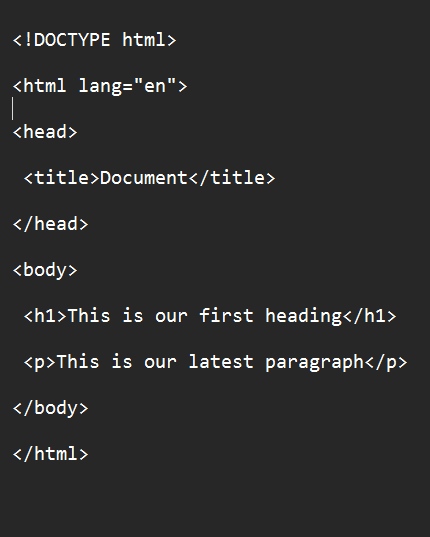 <!DOCTYPE html>
<html lang="en">
<head>
 <title>Document</title>
</head>
<body>
 <h1>This is our first heading</h1>
 <p>This is our latest paragraph</p>
</body>
</html>